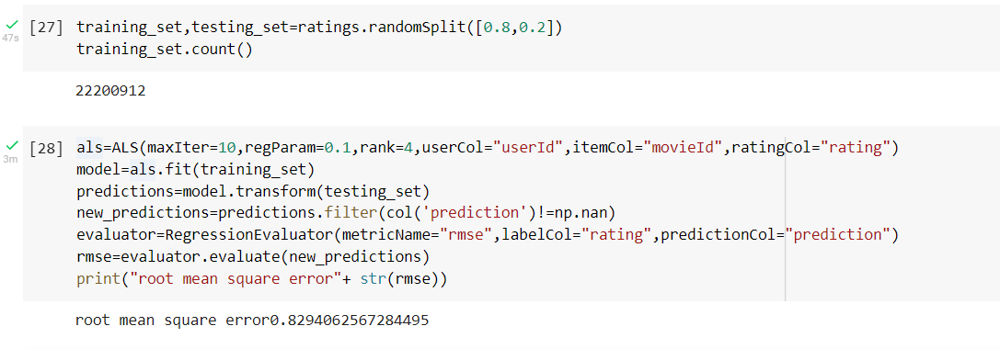 [27] training_set,testing_set=ratings.randomSplit([0.8,0.2])
47s training_set.count()
22200912
[28] als=ALS(maxIter=10,regParam=0.1,rank=4,userCol="userId",itemCol="movieId",ratingCol="rating")
3m model=als.fit(training_set)
predictions=model.transform(testing_set)
new_predictions=predictions.filter(col('prediction')!=np.nan)
evaluator=RegressionEvaluator(metricName="rmse",labelCol="rating",predictionCol="prediction")
rmse=evaluator.evaluate(new_predictions)
print("root mean square error"+ str(rmse))
root mean square error0.8294062567284495